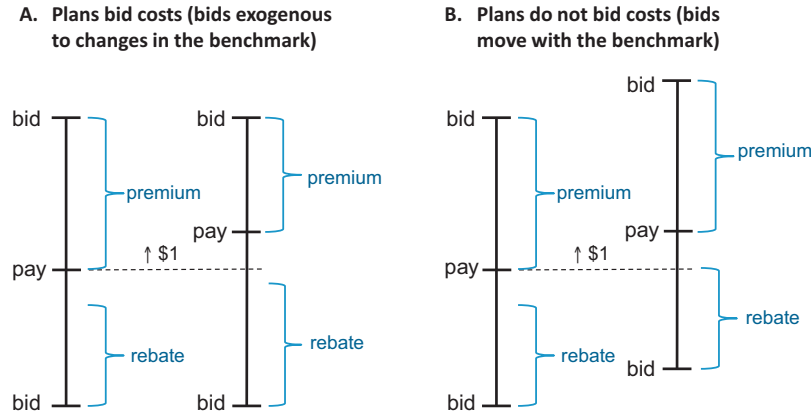 A. Plans bid costs (bids exogenous
to changes in the benchmark)
bid
bid
premium
premium
pay
↑ $1
pay
rebate
rebate
bid
bid
B. Plans do not bid costs (bids
move with the benchmark)
bid
bid
premium
premium
pay
↑ $1
pay
rebate
rebate
bid
bid